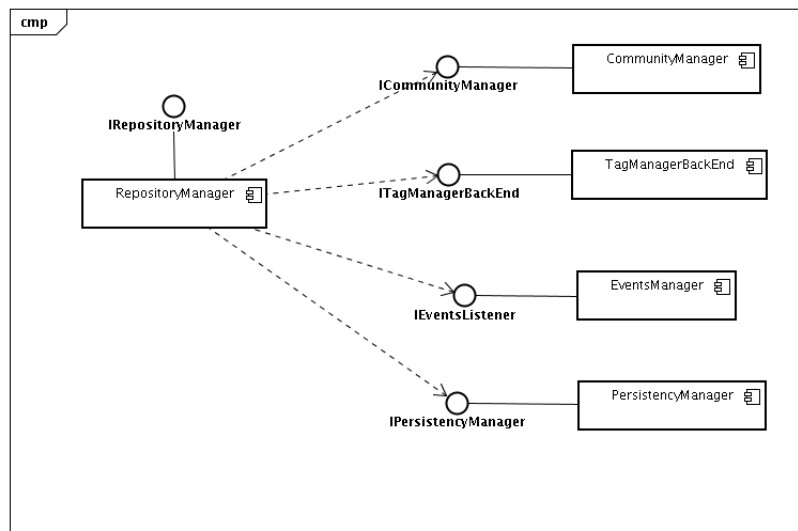 cmp
CommunityManager
ICommunityManager
IRepositoryManager
TagManagerBackEnd
RepositoryManager
ITagManagerBackEnd
EventsManager
IEventsListener
PersistencyManager
IPersistencyManager